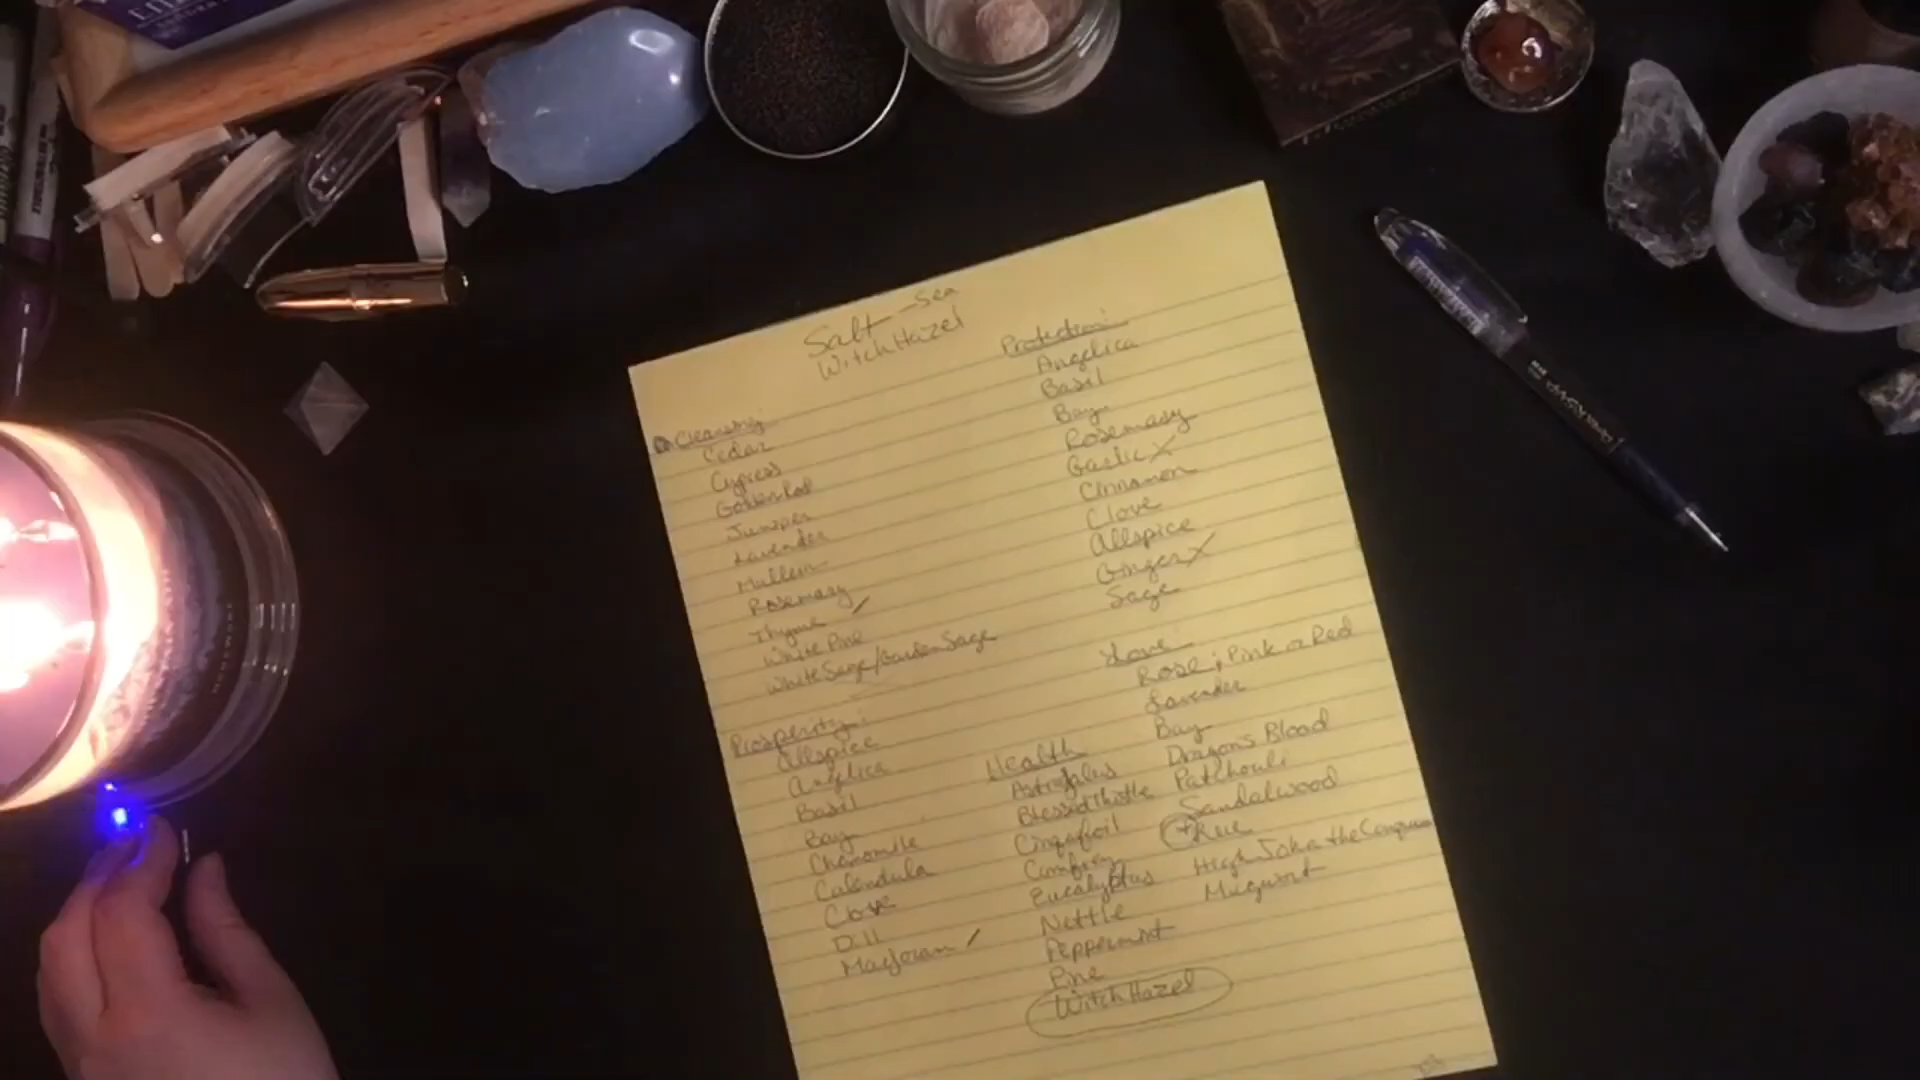 Salt - Sea
Witch Hazel
Cleansing:
Cedar
Cypress
Goldenrod
Juniper
Lavender
Mullein
Rosemary
Thyme
White Pine
White Sage/Garden Sage
Prosperity:
Allspice
Angelica
Basil
Bay
Chamomile
Calendula
Clove
Dill
Marjoram /
Protection:
Angelica
Basil
Bay
Rosemary
Garlic X
Cinnamon
Clove
Allspice
Ginger X
Sage
Love:
Rose; Pink or Red
Lavender
Bay
Dragons Blood
Patchouli
Sandalwood
+ Rue
High John the Conqueror
Mugwort
Health
Astragalus
Blessed thistle
Cinqafoil
Comfrey
Eucalyptus
Nettle
Peppermint
Pine
Witch Hazel